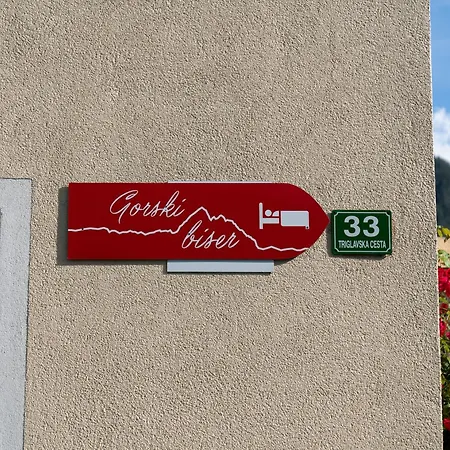 Gorski
biser
33
TRIGLAVSKA CESTA